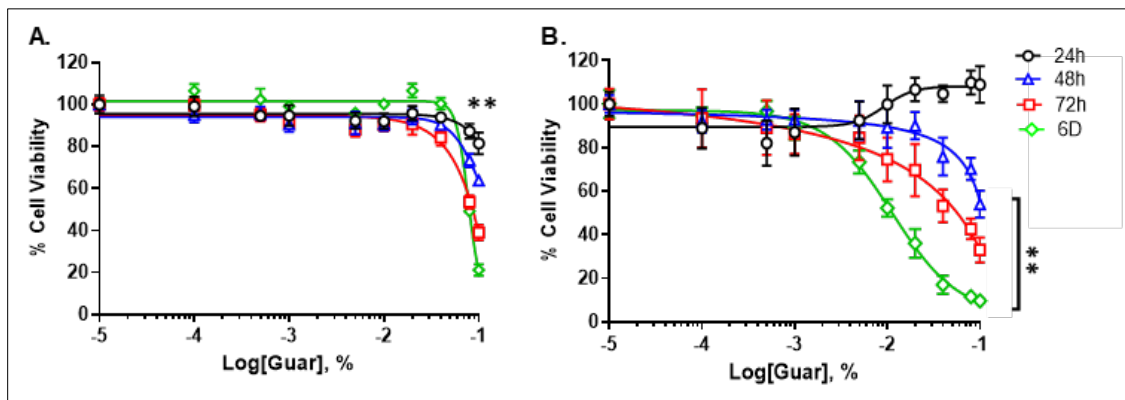 A.
120
100
80
60
40
20
0
% Cell Viability
**
-5 -4 -3 -2 -1
Log[Guar], %
B.
120
100
80
60
40
20
0
% Cell Viability
**
-5 -4 -3 -2 -1
Log[Guar], %
24h
48h
72h
6D